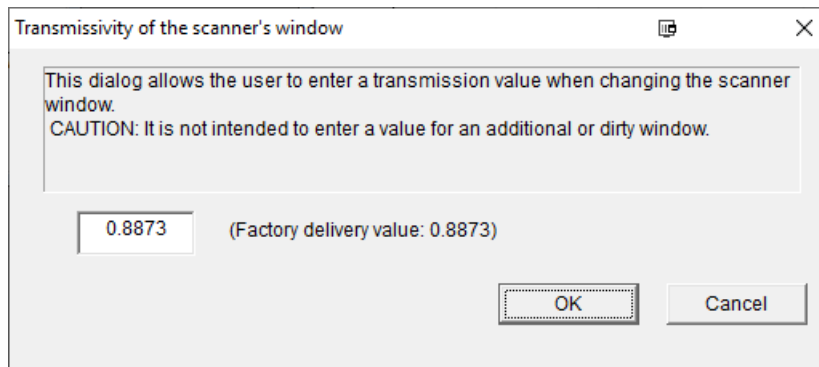 Transmissivity of the scanner's window
This dialog allows the user to enter a transmission value when changing the scanner
window.
CAUTION: It is not intended to enter a value for an additional or dirty window.
0.8873
(Factory delivery value: 0.8873)
OK
Cancel